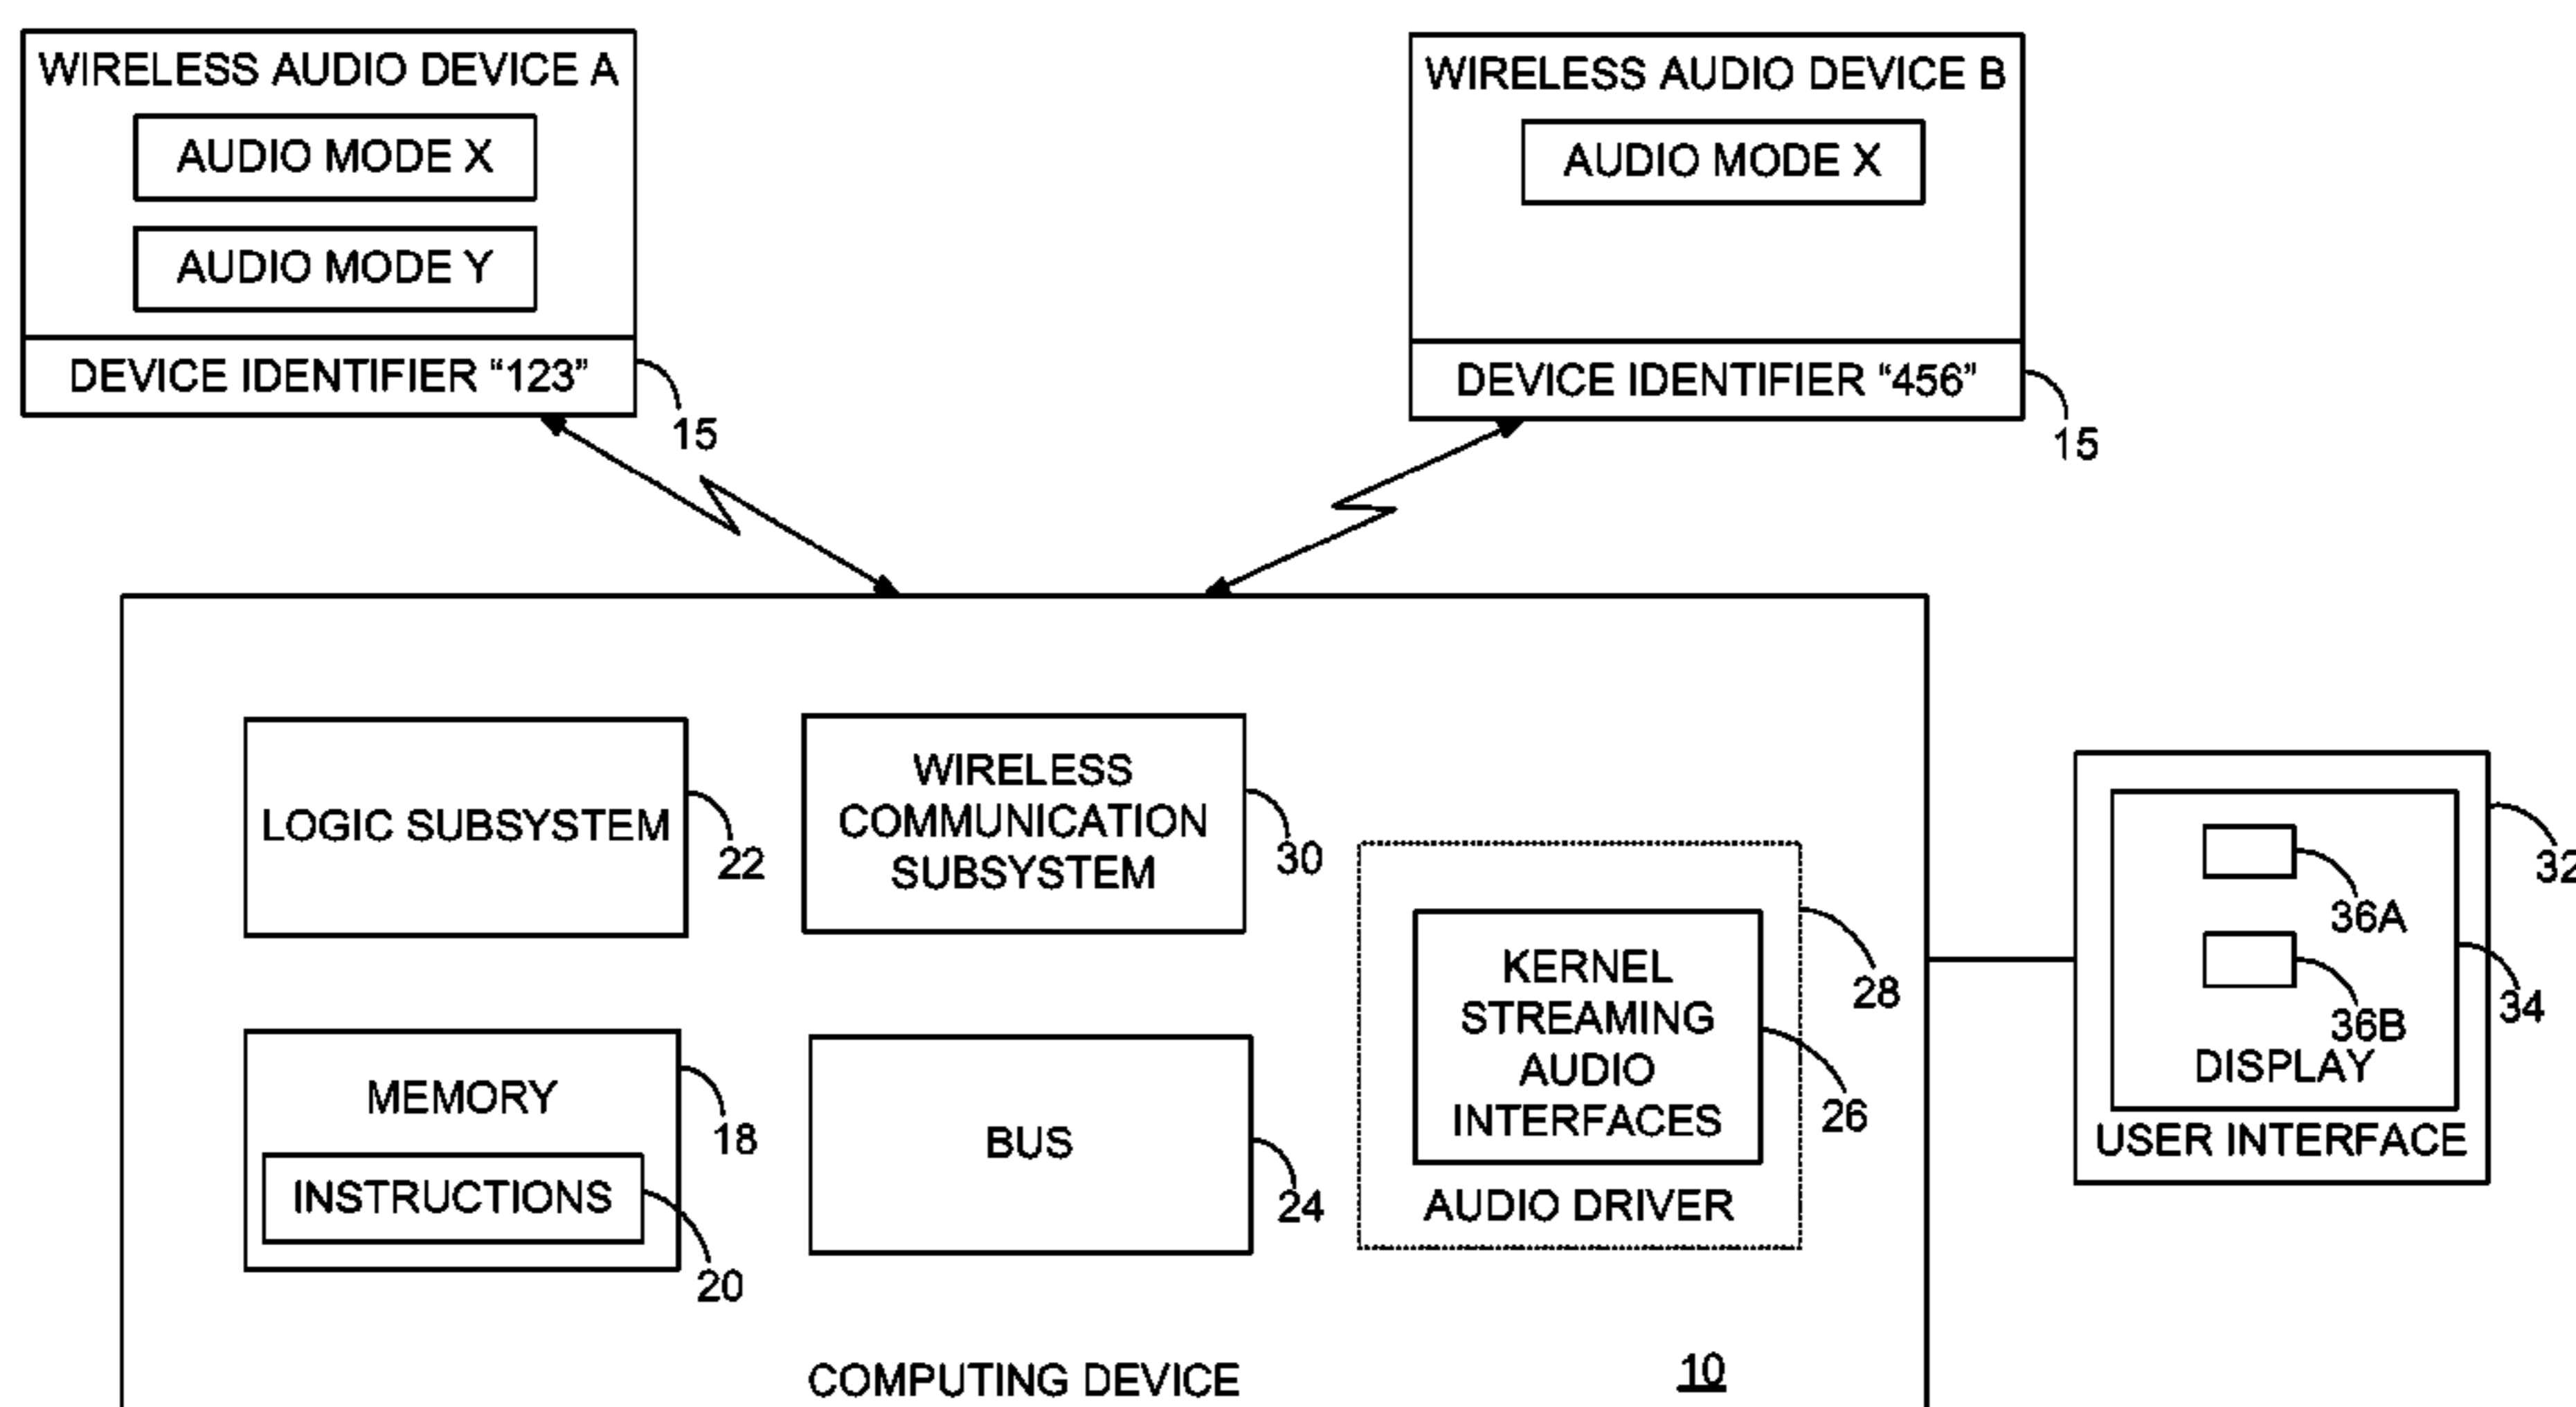 WIRELESS AUDIO DEVICE A
AUDIO MODE X
AUDIO MODE Y
DEVICE IDENTIFIER “123”
15
WIRELESS AUDIO DEVICE B
AUDIO MODE X
DEVICE IDENTIFIER “456”
15
LOGIC SUBSYSTEM
22
WIRELESS
COMMUNICATION
SUBSYSTEM
30
KERNEL
STREAMING
AUDIO
INTERFACES
26
AUDIO DRIVER
28
MEMORY
18
INSTRUCTIONS
20
BUS
24
COMPUTING DEVICE
10
36A
36B
DISPLAY
34
USER INTERFACE
32